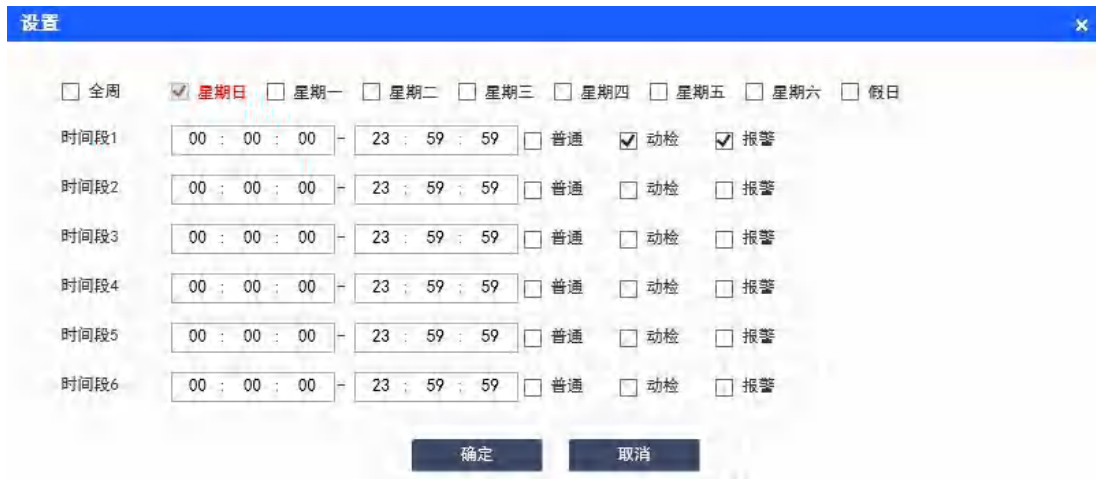 设置
全周 星期日 星期一 星期二 星期三 星期四 星期五 星期六 假日
时间段1 00 : 00 : 00 - 23 : 59 : 59 普通 动检 报警
时间段2 00 : 00 : 00 - 23 : 59 : 59 普通 动检 报警
时间段3 00 : 00 : 00 - 23 : 59 : 59 普通 动检 报警
时间段4 00 : 00 : 00 - 23 : 59 : 59 普通 动检 报警
时间段5 00 : 00 : 00 - 23 : 59 : 59 普通 动检 报警
时间段6 00 : 00 : 00 - 23 : 59 : 59 普通 动检 报警
确定 取消